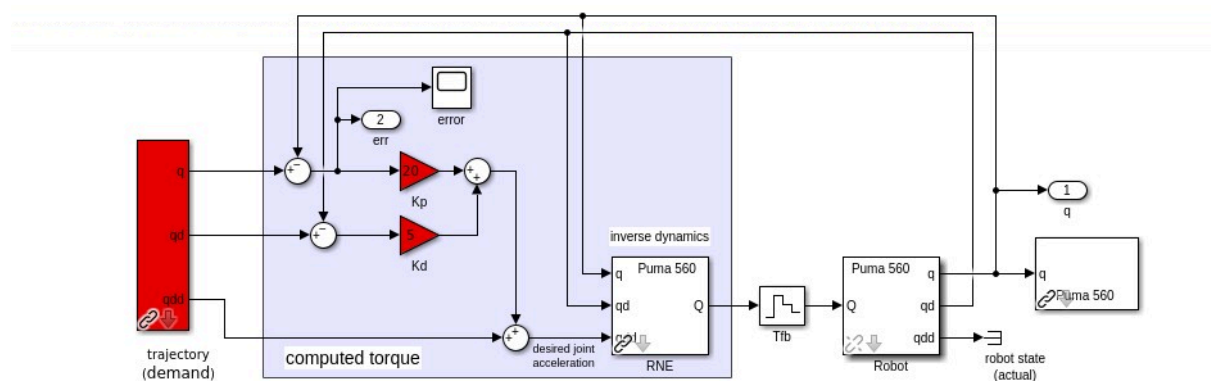 error
2
err
q
+
−
20
+
+
Kp
qd
+
−
5
Kd
qdd
+
+
computed torque
desired joint
acceleration
trajectory
(demand)
inverse dynamics
Puma 560
q
qd
qdd
Q
RNE
Tfb
Puma 560
Q
q
qd
qdd
Robot
1
q
q
Puma 560
robot state
(actual)